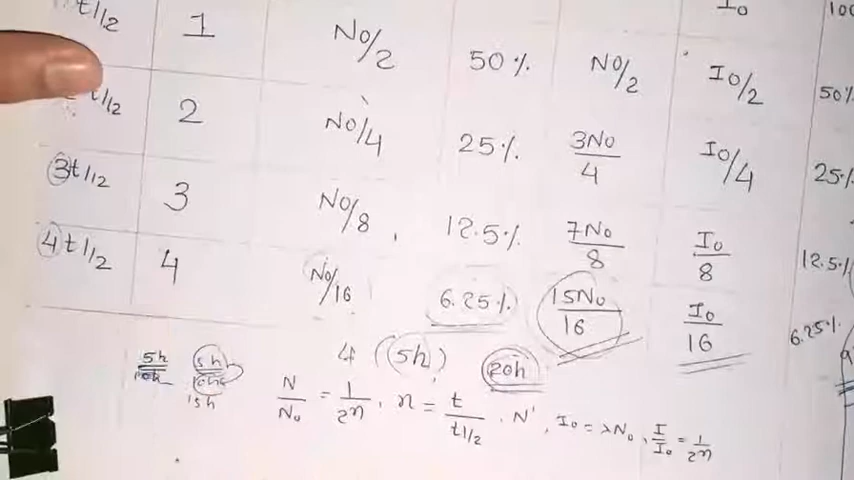 t1/2 1 I0 100
N0/2 50% N0/2 I0/2 50%
t1/2 2 N0/4 25% 3N0/4 I0/4 25%
3t1/2 3 N0/8, 12.5% 7N0/8 I0/8 12.5%
4t1/2 4 N0/16 6.25% 15N0/16 I0/16 6.25%
5h 5h 4 (5h) 20h
10h
15h
N/N0 = 1/2^n, n = t/t1/2. N', I0 = λN0, I/I0 = 1/2^n